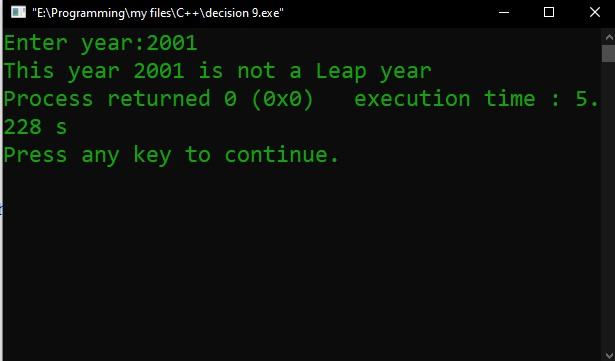 "E:\Programming\my files\C++\decision 9.exe"
Enter year:2001
This year 2001 is not a Leap year
Process returned 0 (0x0)   execution time : 5.
228 s
Press any key to continue.